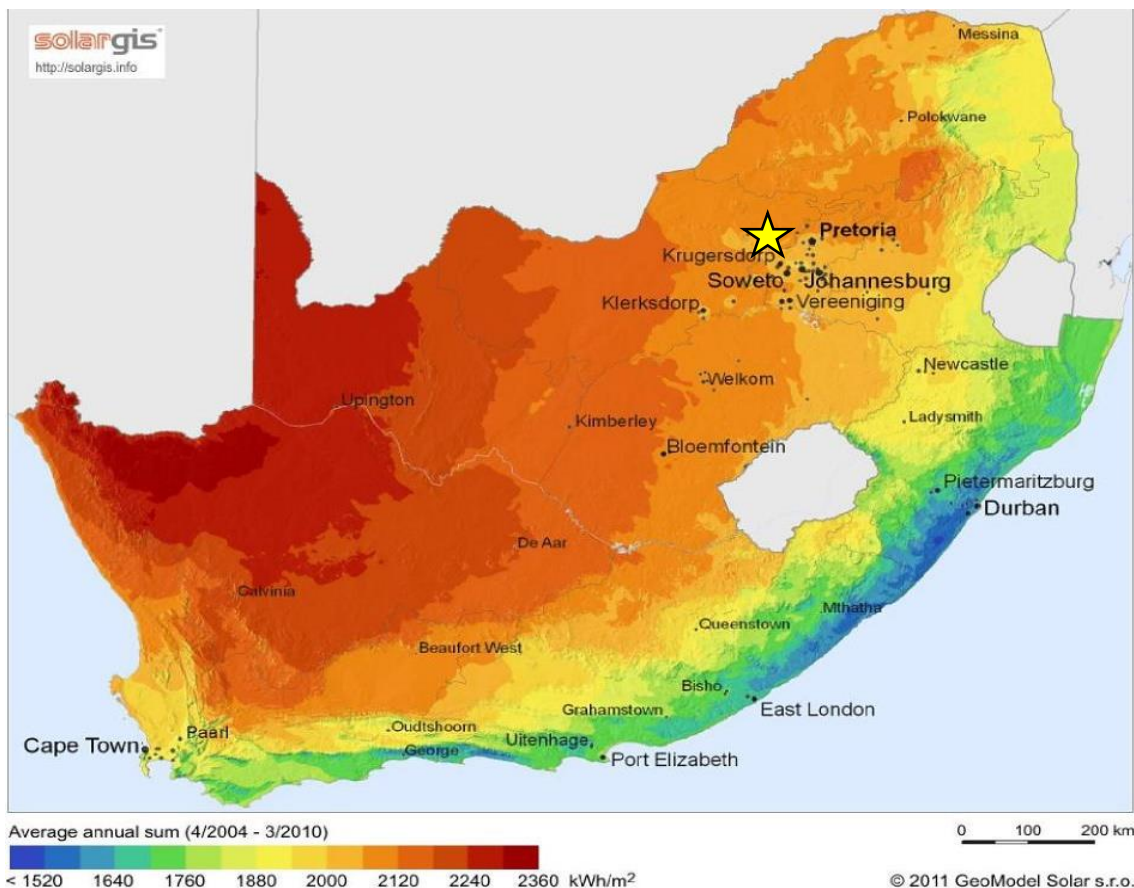 solargis
http://solargis.info
Messina
Polokwane
Pretoria
Krugersdorp
Soweto
Johannesburg
Klerksdorp
Vereeniging
Newcastle
Welkom
Upington
Ladysmith
Kimberley
Bloemfontein
Pietermaritzburg
Durban
De Aar
Calvinia
Mthatha
Queenstown
Beaufort West
Bisho
Grahamstown
East London
Oudtshoorn
Paarl
Uitenhage
Cape Town
George
Port Elizabeth
Average annual sum (4/2004 - 3/2010)
0 100 200 km
< 1520 1640 1760 1880 2000 2120 2240 2360 kWh/m²
© 2011 GeoModel Solar s.r.o.